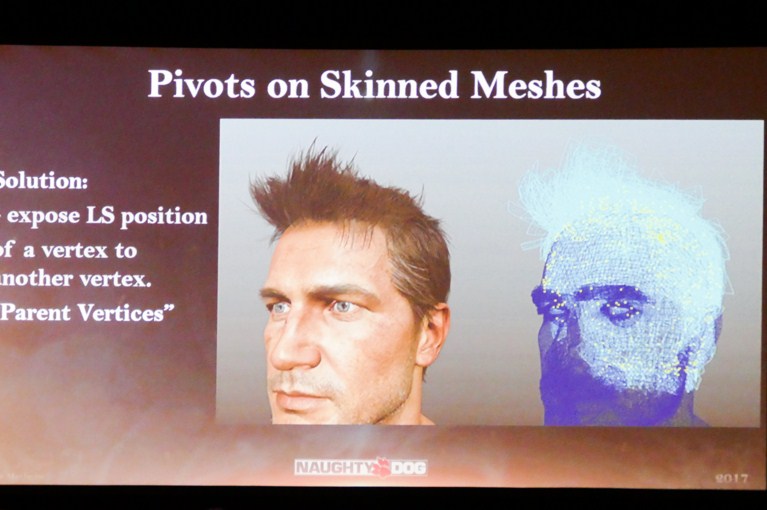 Pivots on Skinned Meshes
Solution:
expose LS position
of a vertex to
another vertex.
Parent Vertices”
NAUGHTY DOG
2017